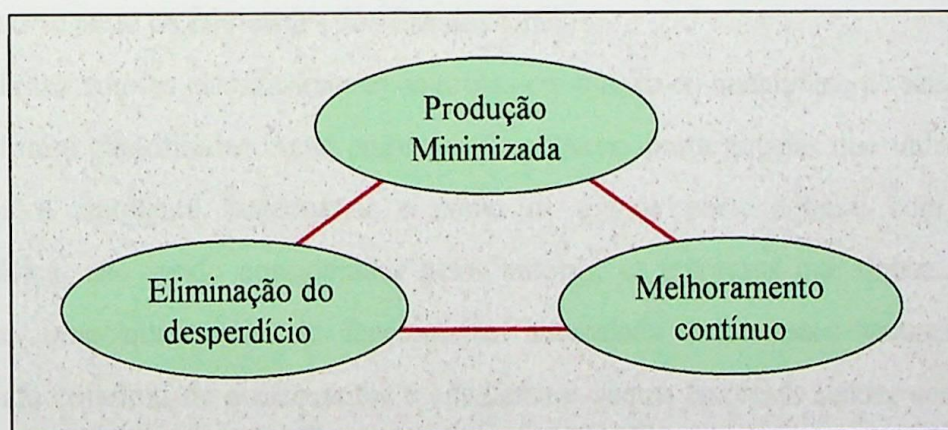 Produção
Minimizada
Eliminação do
desperdício
Melhoramento
contínuo